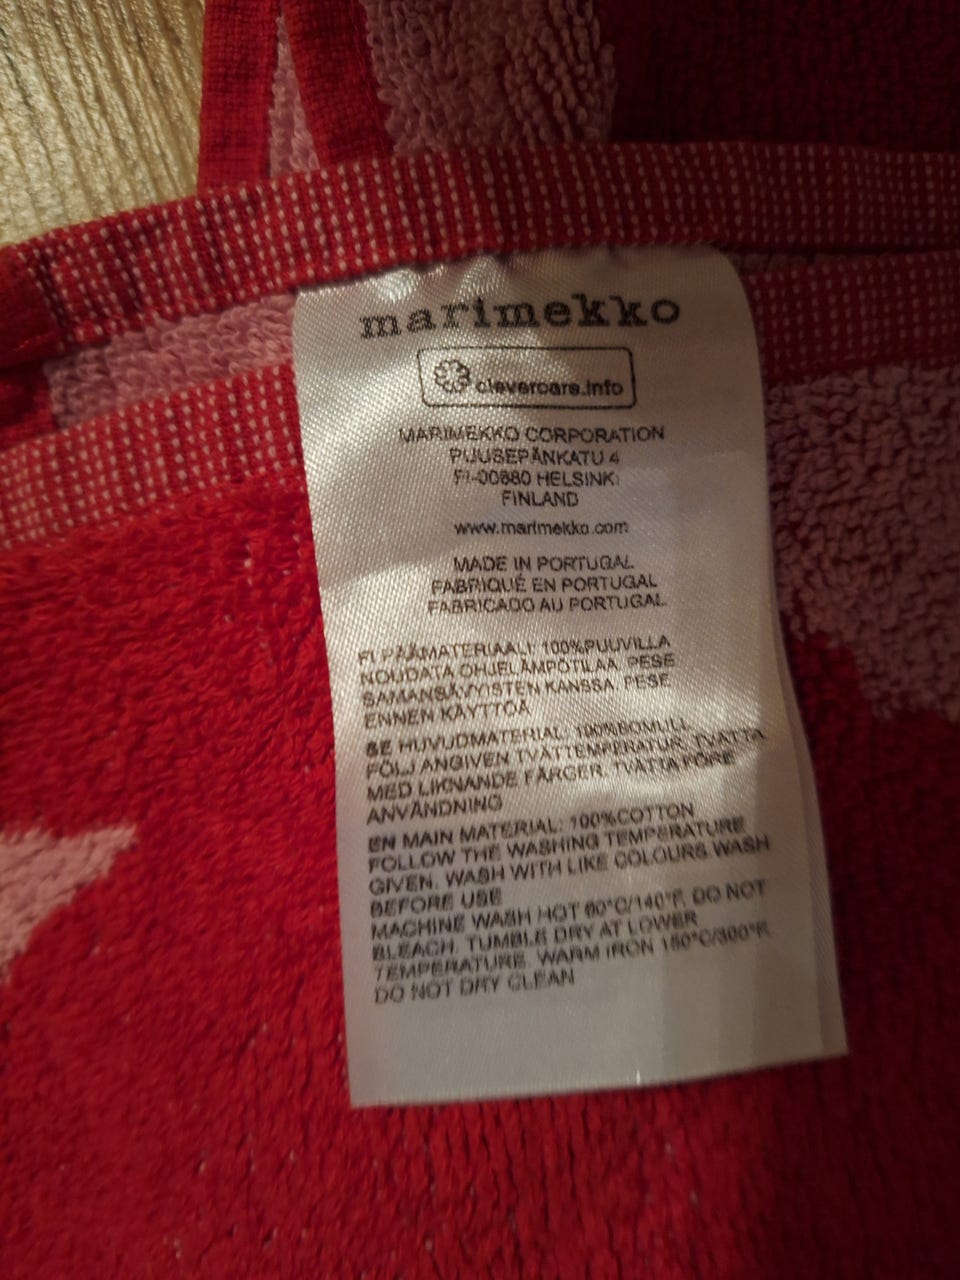 marimekko
clevercare.info
MARIMEKKO CORPORATION
PUUSEPÄNKATU 4
FI-00880 HELSINKI
FINLAND
www.marimekko.com
MADE IN PORTUGAL
FABRIQUÉ EN PORTUGAL
FABRICADO AU PORTUGAL
FI PÄÄMATERIAALI: 100%PUUVILLA
NOUDATA OHJELÄMPÖTILAA. PESE
SAMANSÄVYISTEN KANSSA. PESE
ENNEN KÄYTTÖÄ
SE HUVUDMATERIAL: 100%BOMULL
FÖLJ ANGIVEN TVÄTTEMPERATUR. TVÄTTA
MED LIKNANDE FÄRGER. TVÄTTA FÖRE
ANVÄNDNING
EN MAIN MATERIAL: 100%COTTON
FOLLOW THE WASHING TEMPERATURE
GIVEN. WASH WITH LIKE COLOURS.WASH
BEFORE USE
MACHINE WASH HOT 60°C/140°F, DO NOT
BLEACH. TUMBLE DRY AT LOWER
TEMPERATURE. WARM IRON 150°C/300°F.
DO NOT DRY CLEAN